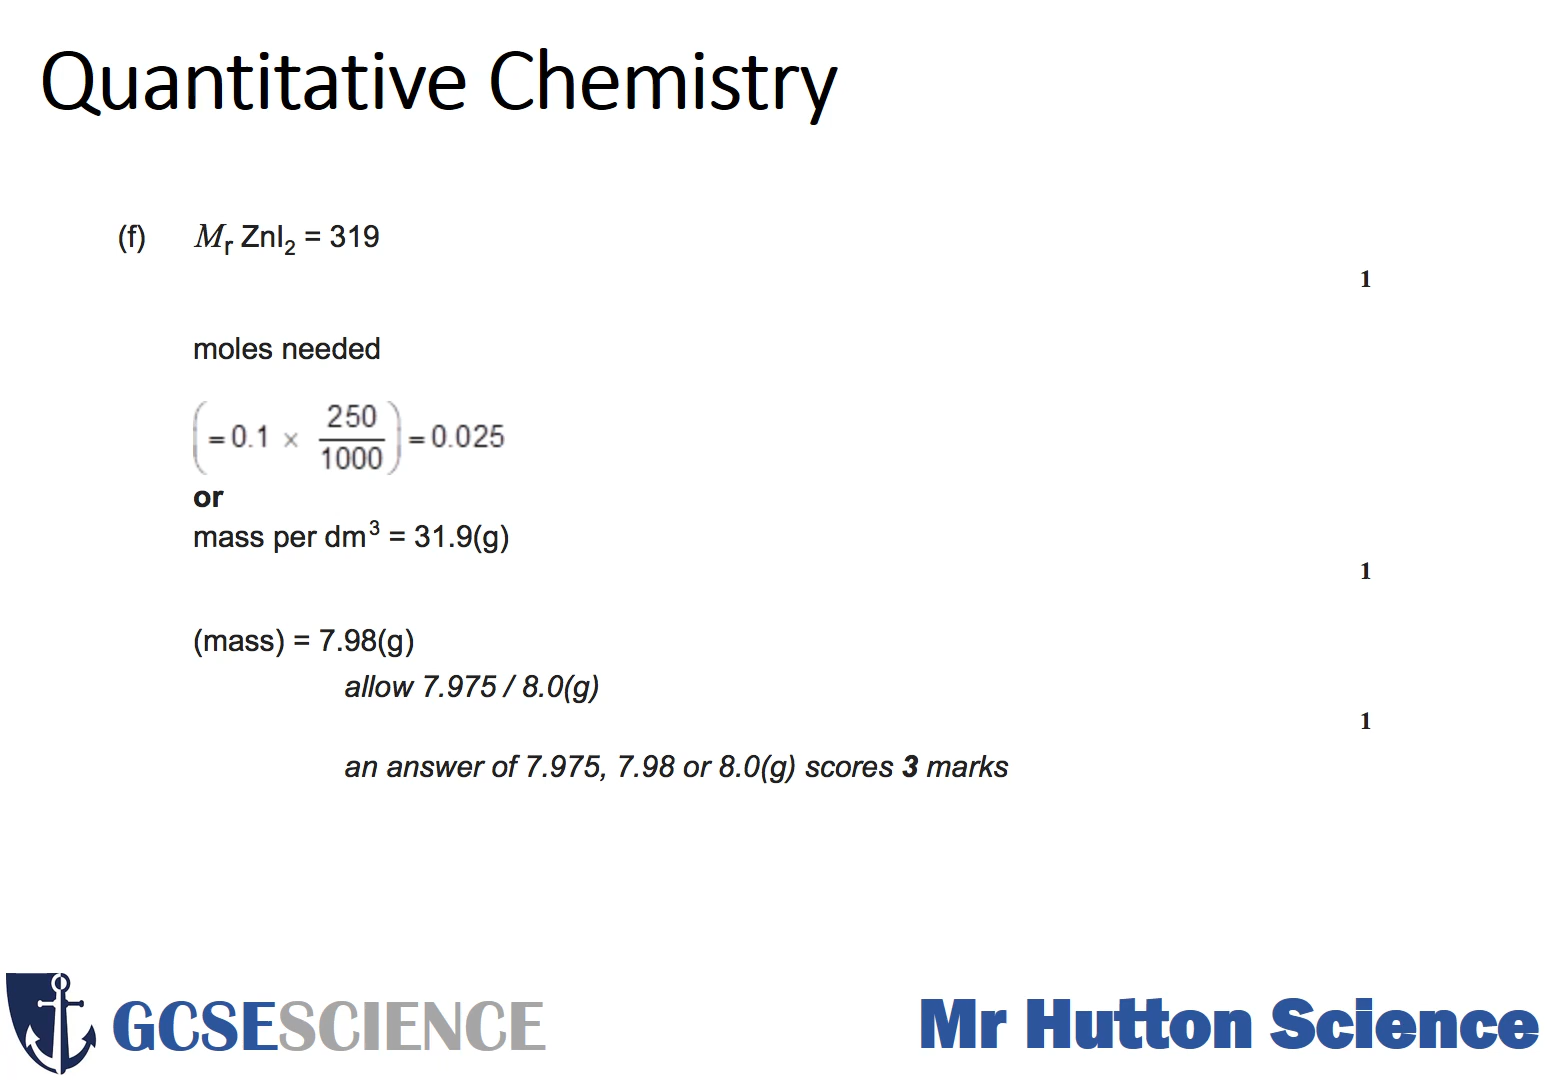 Quantitative Chemistry
(f) Mr ZnI2 = 319
1
moles needed
(= 0.1 × 250/1000) = 0.025
or
mass per dm3 = 31.9(g)
1
(mass) = 7.98(g)
allow 7.975 / 8.0(g)
1
an answer of 7.975, 7.98 or 8.0(g) scores 3 marks
GCSESCIENCE
Mr Hutton Science